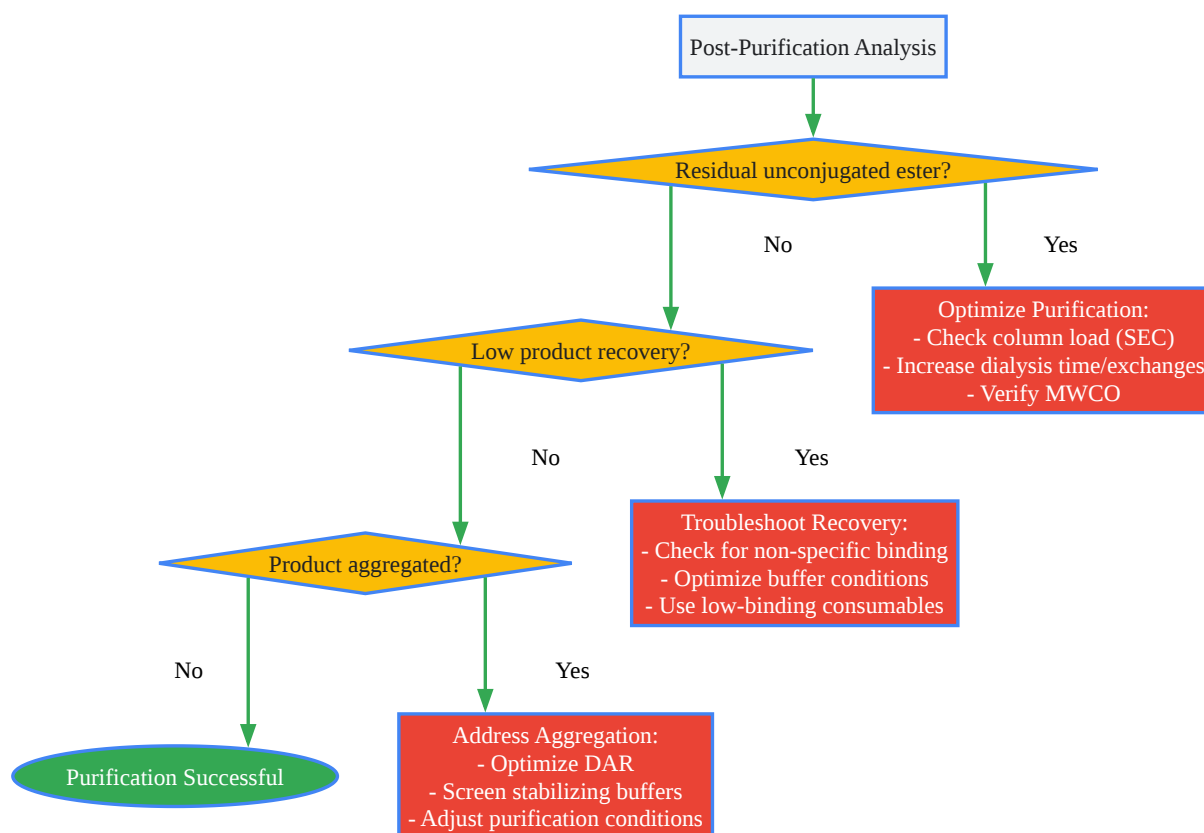 Post-Purification Analysis
Residual unconjugated ester?
No
Yes
Optimize Purification:
- Check column load (SEC)
- Increase dialysis time/exchanges
- Verify MWCO
Low product recovery?
No
Yes
Troubleshoot Recovery:
- Check for non-specific binding
- Optimize buffer conditions
- Use low-binding consumables
Product aggregated?
No
Yes
Address Aggregation:
- Optimize DAR
- Screen stabilizing buffers
- Adjust purification conditions
Purification Successful